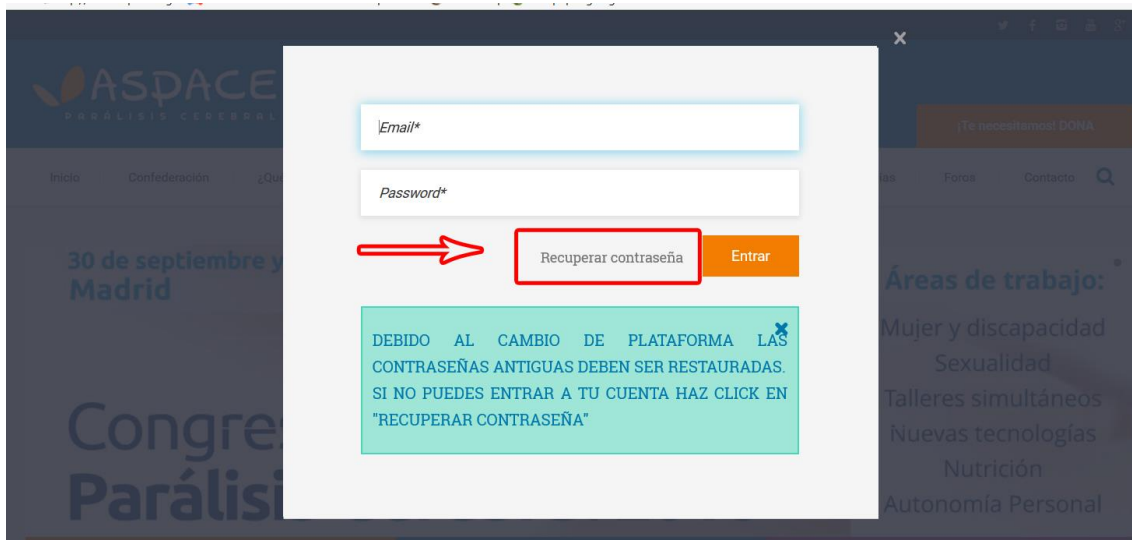 ASPACE
PARÁLISIS CEREBRAL
¡Te necesitamos! DONA
Inicio Confederación ¿Qu Foros Contacto
Email*
Password*
Recuperar contraseña Entrar
DEBIDO AL CAMBIO DE PLATAFORMA LAS
CONTRASEÑAS ANTIGUAS DEBEN SER RESTAURADAS.
SI NO PUEDES ENTRAR A TU CUENTA HAZ CLICK EN
"RECUPERAR CONTRASEÑA"
30 de septiembre y
Madrid
Congre
Parálisi
Áreas de trabajo:
Mujer y discapacidad
Sexualidad
Talleres simultáneos
Nuevas tecnologías
Nutrición
Autonomía Personal